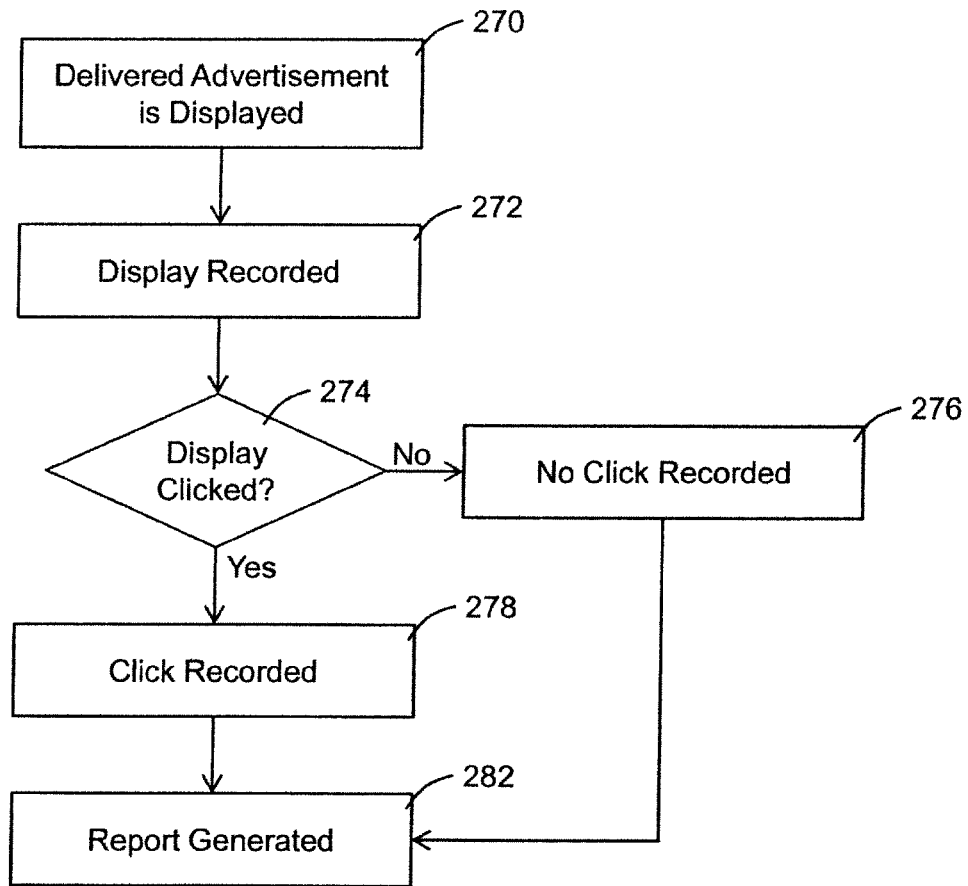 270
Delivered Advertisement
is Displayed
272
Display Recorded
274
Display
Clicked?
No
276
No Click Recorded
Yes
278
Click Recorded
282
Report Generated